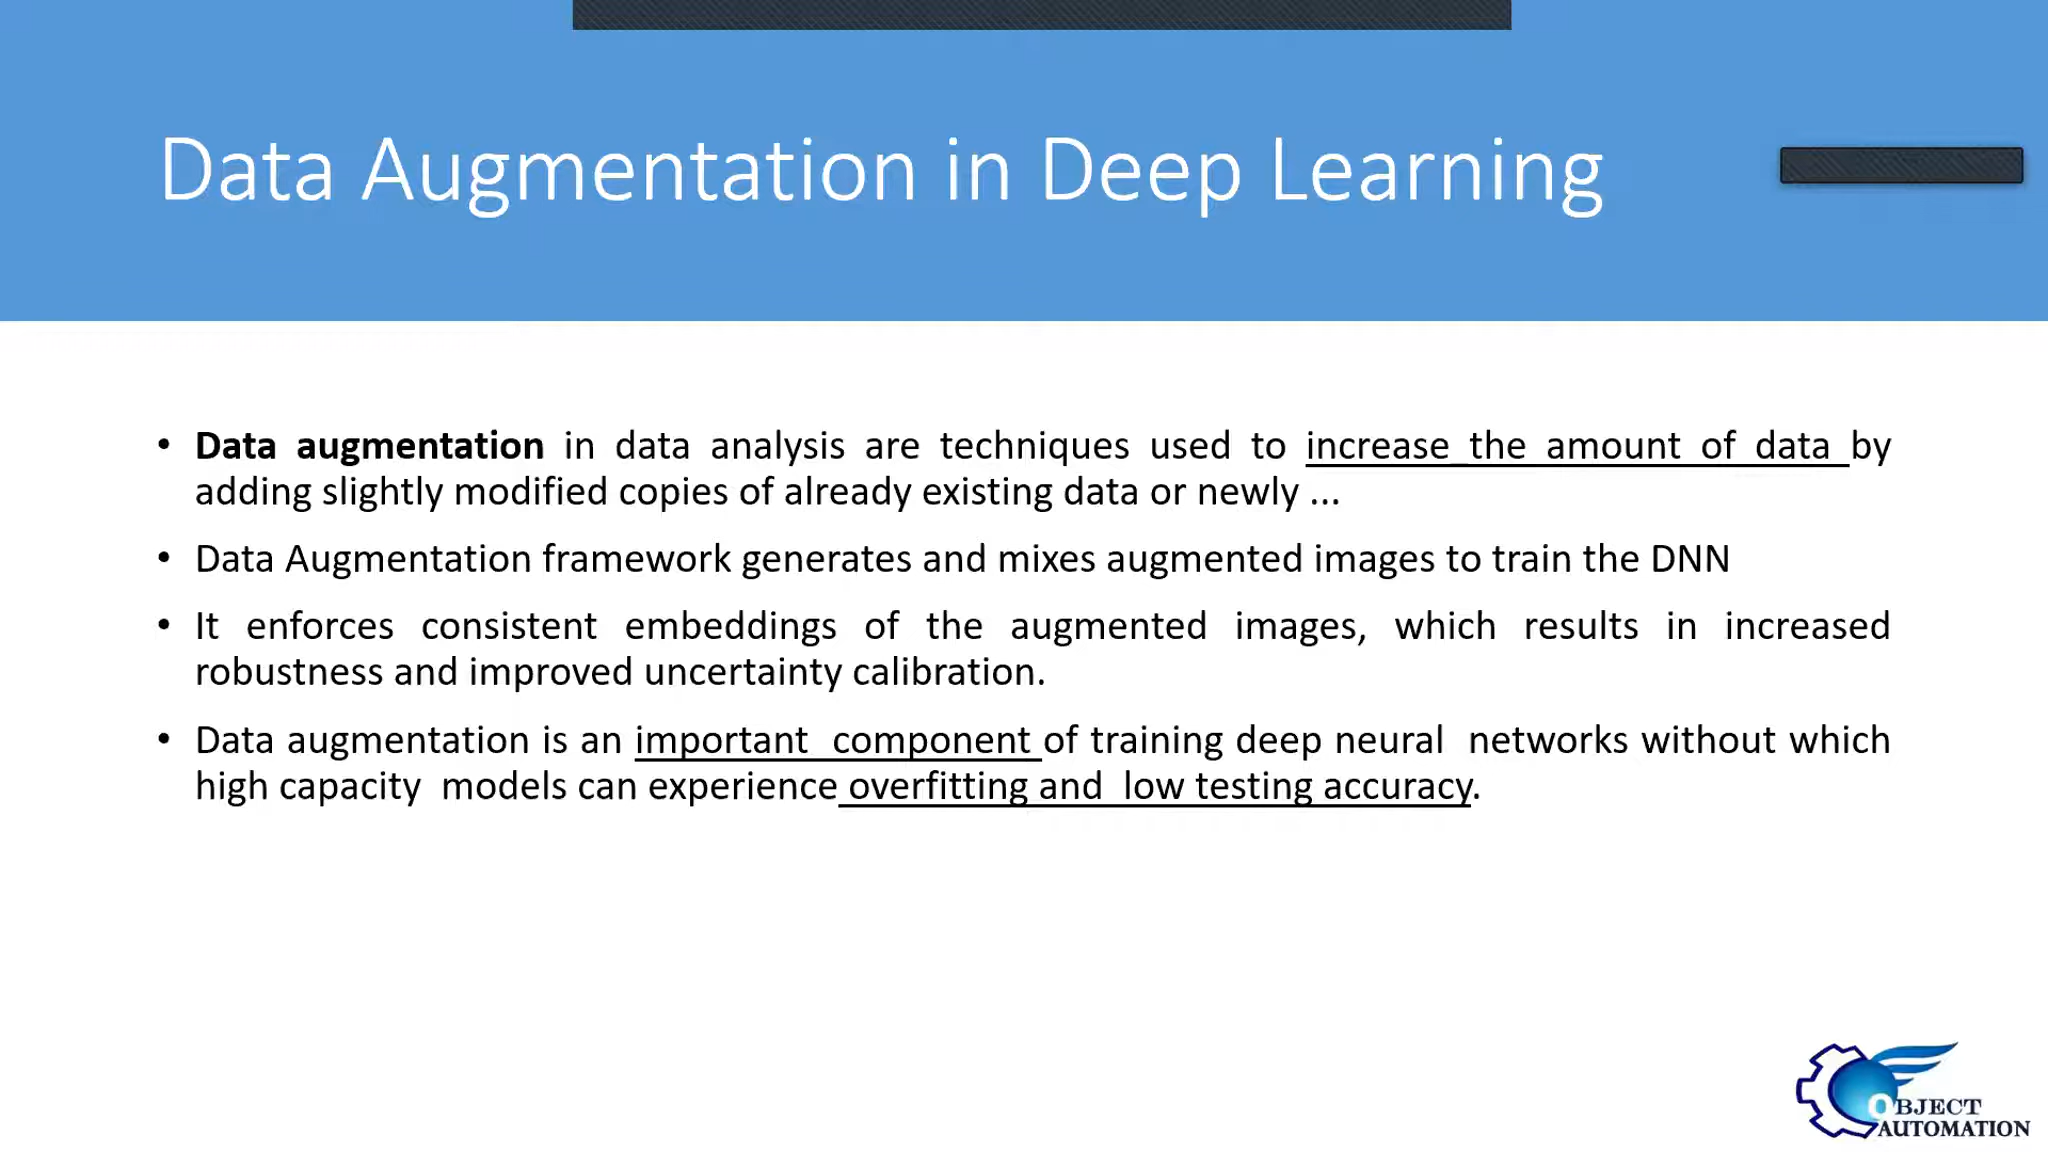 Data Augmentation in Deep Learning
• Data augmentation in data analysis are techniques used to increase the amount of data by
adding slightly modified copies of already existing data or newly ...
• Data Augmentation framework generates and mixes augmented images to train the DNN
• It enforces consistent embeddings of the augmented images, which results in increased
robustness and improved uncertainty calibration.
• Data augmentation is an important component of training deep neural networks without which
high capacity models can experience overfitting and low testing accuracy.
OBJECT
AUTOMATION